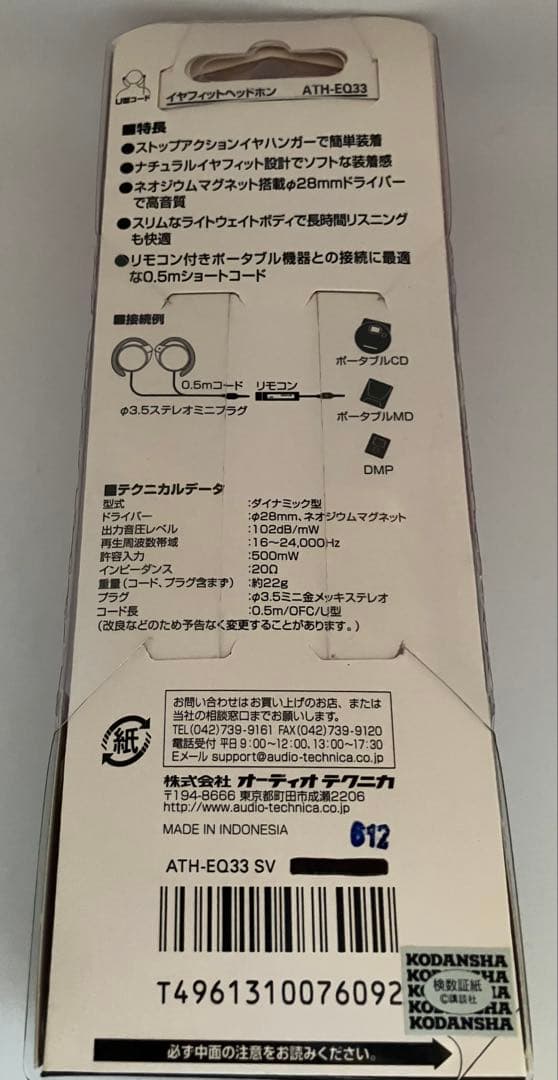 U型コード
イヤフィットヘッドホン ATH-EQ33
■特長
●ストップアクションイヤハンガーで簡単装着
●ナチュラルイヤフィット設計でソフトな装着感
●ネオジウムマグネット搭載φ28mmドライバー
で高音質
●スリムなライトウェイトボディで長時間リスニング
も快適
●リモコン付きポータブル機器との接続に最適
な0.5mショートコード
■接続例
ポータブルCD
0.5mコード リモコン
φ3.5ステレオミニプラグ
ポータブルMD
DMP
■テクニカルデータ
型式 :ダイナミック型
ドライバー :φ28mm、ネオジウムマグネット
出力音圧レベル :102dB/mW
再生周波数帯域 :16〜24,000Hz
許容入力 :500mW
インピーダンス :20Ω
重量(コード、プラグ含まず) :約22g
プラグ :φ3.5ミニ金メッキステレオ
コード長 :0.5m/OFC/U型
(改良などのため予告なく変更することがあります。)
お問い合わせはお買い上げのお店、または
当社の相談窓口までお願いします。
TEL(042)739-9161 FAX(042)739-9120
電話受付 平日9:00〜12:00、13:00〜17:30
Eメール support@audio-technica.co.jp
紙
株式会社 オーディオテクニカ
〒194-8666 東京都町田市成瀬2206
http://www.audio-technica.co.jp
MADE IN INDONESIA 612
ATH-EQ33 SV
T4961310076092
KODANSHA
KODANSHA
検数証紙
©講談社
KODANSHA
KODANSHA
必ず中面の注意をお読みください。